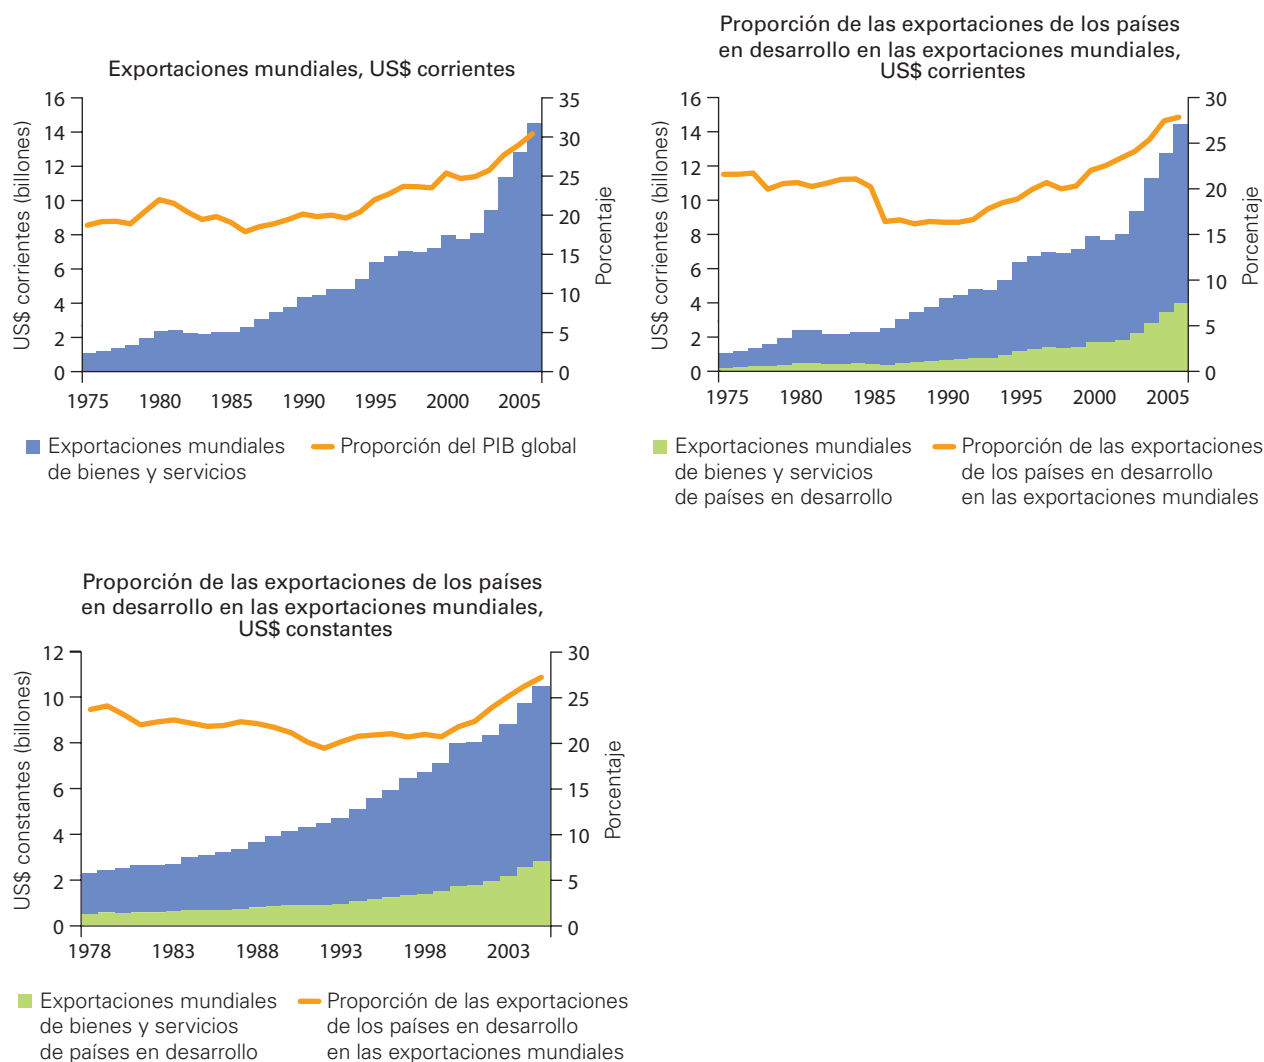 Exportaciones mundiales, US$ corrientes
US$ corrientes (billones)
16
14
12
10
8
6
4
2
0
35
30
25
20
15
10
5
0
Porcentaje
1975 1980 1985 1990 1995 2000 2005
Exportaciones mundiales
de bienes y servicios
Proporción del PIB global
Proporción de las exportaciones de los países
en desarrollo en las exportaciones mundiales,
US$ corrientes
US$ corrientes (billones)
16
14
12
10
8
6
4
2
0
30
25
20
15
10
5
0
Porcentaje
1975 1980 1985 1990 1995 2000 2005
Exportaciones mundiales
de bienes y servicios
de países en desarrollo
Proporción de las exportaciones
de los países en desarrollo
en las exportaciones mundiales
Proporción de las exportaciones de los países
en desarrollo en las exportaciones mundiales,
US$ constantes
US$ constantes (billones)
12
10
8
6
4
2
0
30
25
20
15
10
5
0
Porcentaje
1978 1983 1988 1993 1998 2003
Exportaciones mundiales
de bienes y servicios
de países en desarrollo
Proporción de las exportaciones
de los países en desarrollo
en las exportaciones mundiales